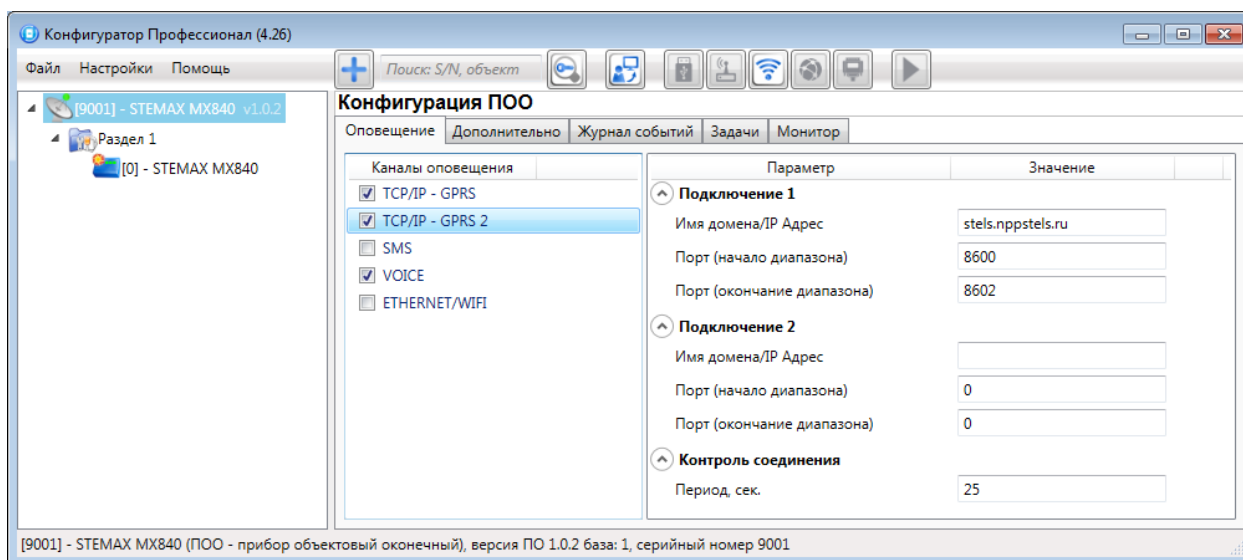 Конфигуратор Профессионал (4.26)
Файл Настройки Помощь
Поиск: S/N, объект
[9001] - STEMAX MX840 v1.0.2
Раздел 1
[0] - STEMAX MX840
Конфигурация ПОО
Оповещение Дополнительно Журнал событий Задачи Монитор
Каналы оповещения
TCP/IP - GPRS
TCP/IP - GPRS 2
SMS
VOICE
ETHERNET/WIFI
Параметр Значение
Подключение 1
Имя домена/IP Адрес stels.nppstels.ru
Порт (начало диапазона) 8600
Порт (окончание диапазона) 8602
Подключение 2
Имя домена/IP Адрес
Порт (начало диапазона) 0
Порт (окончание диапазона) 0
Контроль соединения
Период, сек. 25
[9001] - STEMAX MX840 (ПОО - прибор объектовый оконечный), версия ПО 1.0.2 база: 1, серийный номер 9001